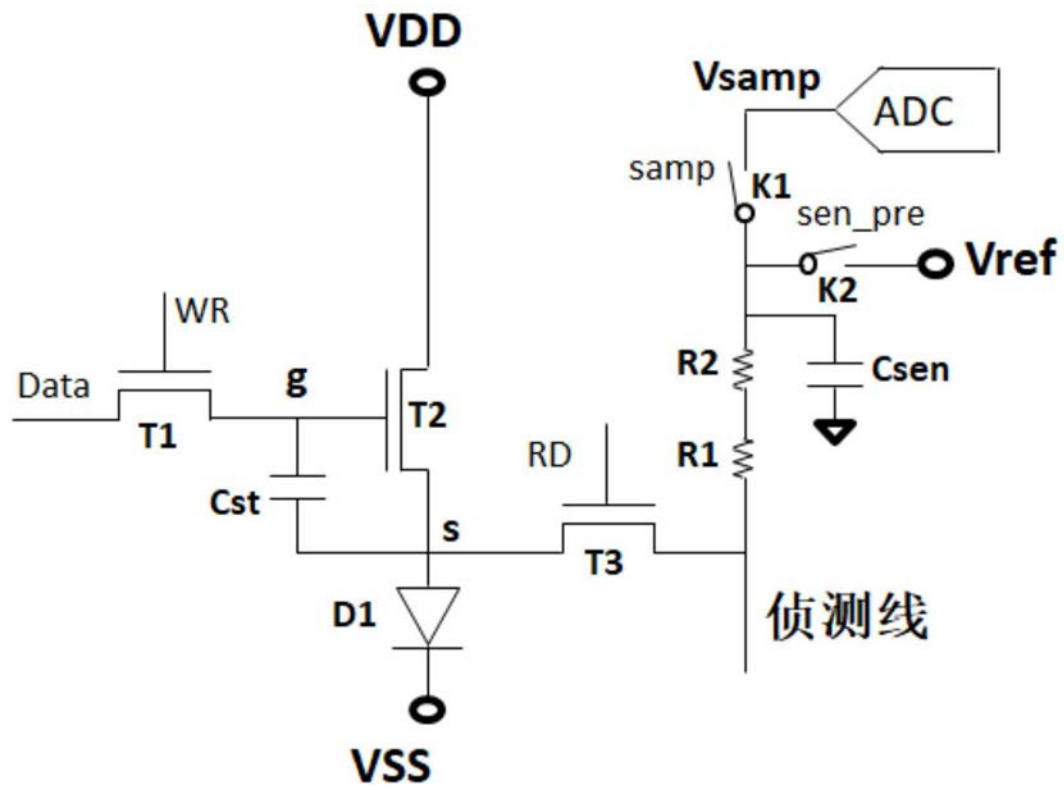 VDD
Vsamp
ADC
samp
K1
sen_pre
Vref
K2
WR
R2
Csen
Data
g
T2
T1
RD
R1
Cst
s
T3
D1
侦测线
VSS